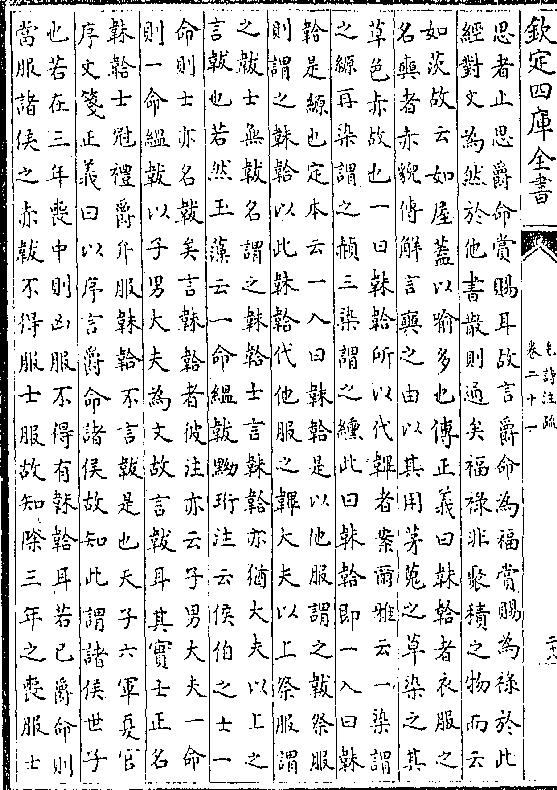 欽定四庫全書
毛詩注疏
卷二十一
二十八
思者止思爵命賞賜耳故言爵命為福賞賜為祿於此
經對文為然於他書散則通矣福祿非聚積之物而云
如茨故云如屋蓋以喻多也傳正義曰韎韐者衣服之
名奭者赤貌傳解言奭之由以其用茅蒐之草染之其
草色赤故也一曰韎韐所以代韠者案爾雅云一染謂
之縓再染謂之赬三染謂之纁此曰韎韐即一入曰韎
韐是縓也定本云一入曰韎韐是以他服謂之韍祭服
則謂之韎韐以此韎韐代他服之韠大夫以上祭服謂
之韍士無韍名謂之韎韐士言韎韐亦猶大夫以上之
言韍也若然玉藻云一命縕韍黝珩注云侯伯之士一
命則士亦名韍矣言韎韐者彼注亦云子男大夫一命
則一命縕韍以子男大夫為文故言韍耳其實士正名
韎韐士冠禮爵弁服韎韐不言韍是也天子六軍夏官
序文箋正義曰以序言爵命諸侯故知此謂諸侯世子
也若在三年喪中則凶服不得有韎韐耳若已爵命則
當服諸侯之赤韍不得服士服故知除三年之喪服士